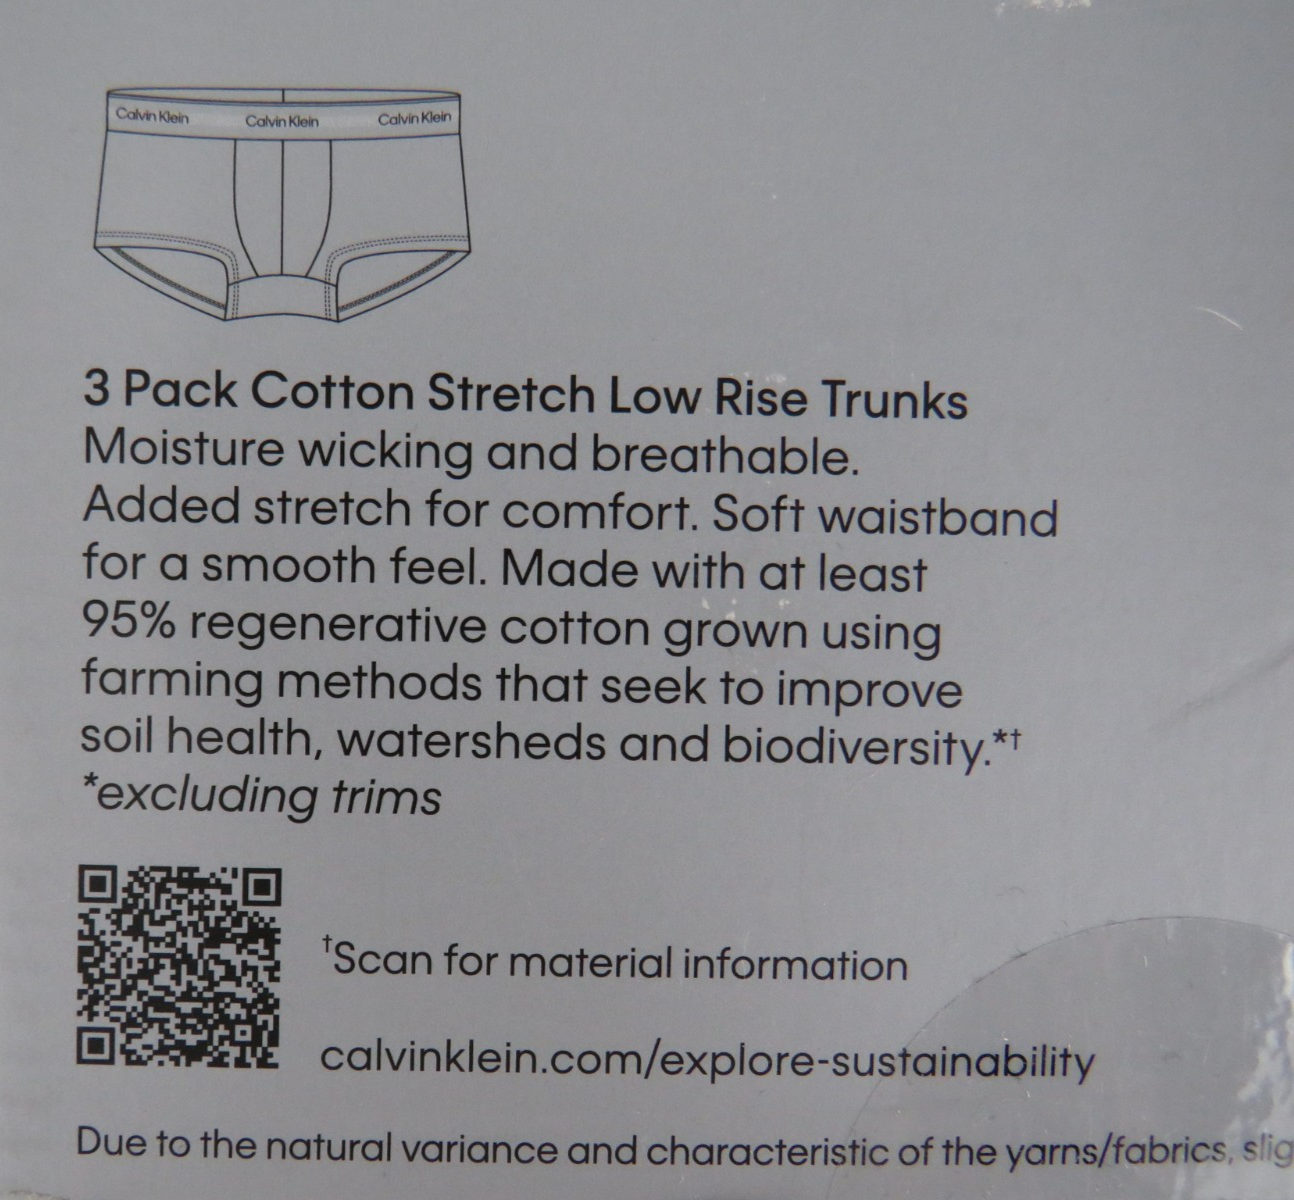 Calvin Klein Calvin Klein Calvin Klein
3 Pack Cotton Stretch Low Rise Trunks
Moisture wicking and breathable.
Added stretch for comfort. Soft waistband
for a smooth feel. Made with at least
95% regenerative cotton grown using
farming methods that seek to improve
soil health, watersheds and biodiversity.*†
*excluding trims
†Scan for material information
calvinklein.com/explore-sustainability
Due to the natural variance and characteristic of the yarns/fabrics, slig